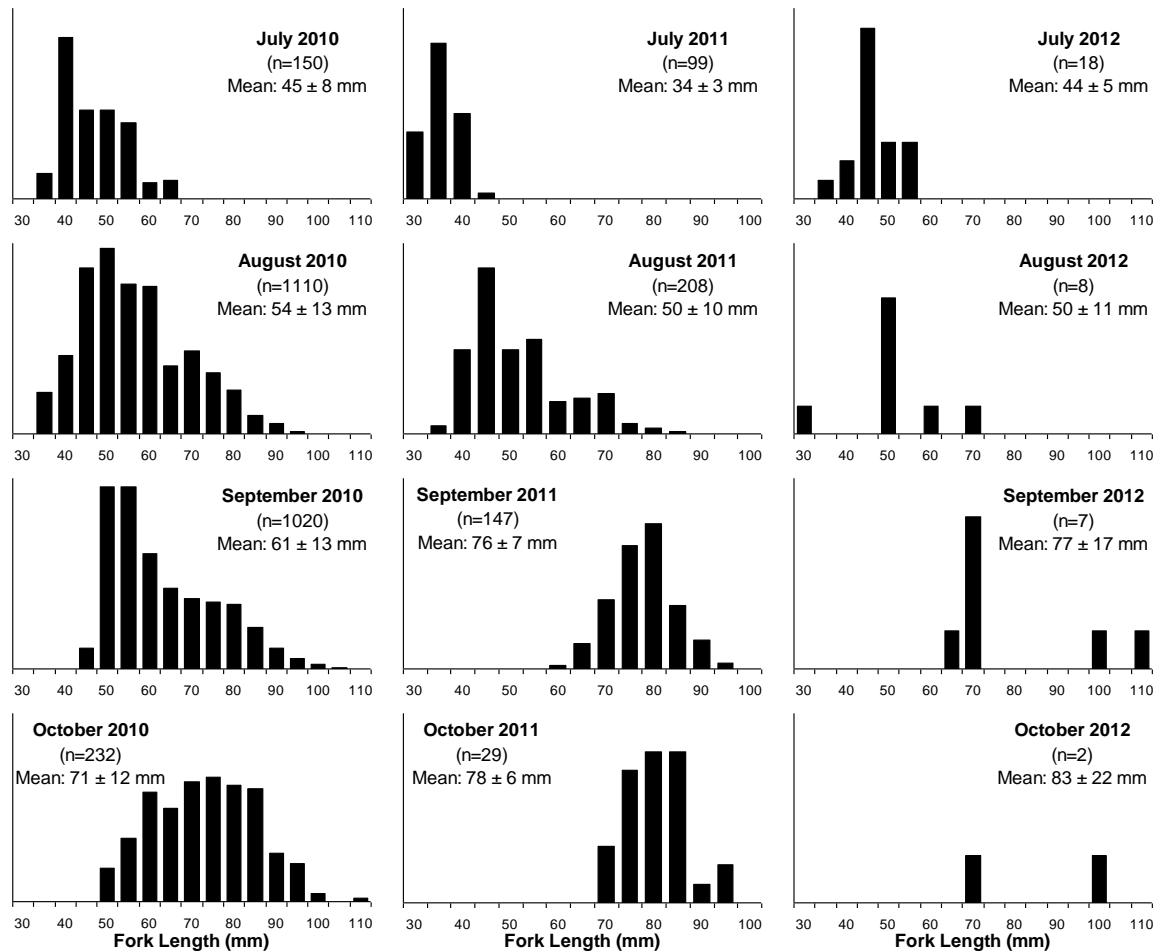 July 2010
(n=150)
Mean: 45 ± 8 mm
30 40 50 60 70 80 90 100 110
July 2011
(n=99)
Mean: 34 ± 3 mm
30 40 50 60 70 80 90 100
July 2012
(n=18)
Mean: 44 ± 5 mm
30 40 50 60 70 80 90 100 110
August 2010
(n=1110)
Mean: 54 ± 13 mm
30 40 50 60 70 80 90 100 110
August 2011
(n=208)
Mean: 50 ± 10 mm
30 40 50 60 70 80 90 100
August 2012
(n=8)
Mean: 50 ± 11 mm
30 40 50 60 70 80 90 100 110
September 2010
(n=1020)
Mean: 61 ± 13 mm
30 40 50 60 70 80 90 100 110
September 2011
(n=147)
Mean: 76 ± 7 mm
30 40 50 60 70 80 90 100
September 2012
(n=7)
Mean: 77 ± 17 mm
30 40 50 60 70 80 90 100 110
October 2010
(n=232)
Mean: 71 ± 12 mm
30 40 50 60 70 80 90 100 110
Fork Length (mm)
October 2011
(n=29)
Mean: 78 ± 6 mm
30 40 50 60 70 80 90 100
Fork Length (mm)
October 2012
(n=2)
Mean: 83 ± 22 mm
30 40 50 60 70 80 90 100 110
Fork Length (mm)